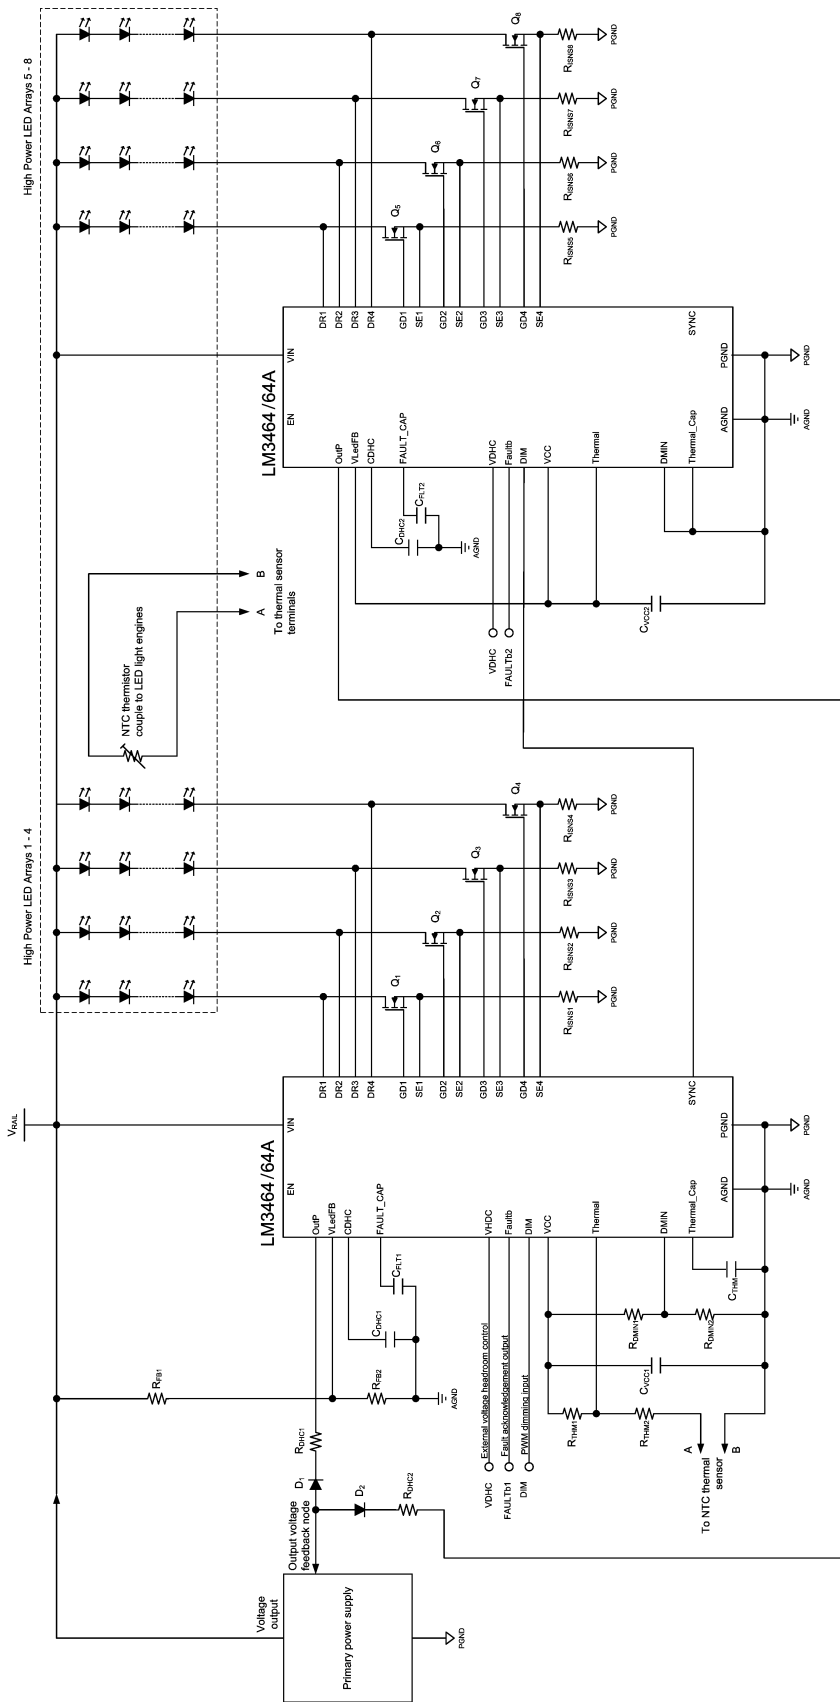 VRAIL
High Power LED Arrays 1 - 4
High Power LED Arrays 5 - 8
NTC thermistor
couple to LED light engines
A
B
To thermal sensor
terminals
Voltage
output
Primary power supply
PGND
Output voltage
feedback node
D1
D2
RDHC1
RDHC2
RFB1
RFB2
AGND
CDHC1
CFLT1
LM3464/64A
EN
VIN
OutP
VLedFB
CDHC
FAULT_CAP
VHDC
Faultb
DIM
VCC
Thermal
DMIN
Thermal_Cap
AGND
PGND
SYNC
DR1
DR2
DR3
DR4
GD1
SE1
GD2
SE2
GD3
SE3
GD4
SE4
VDHC
External voltage headroom control
FAULTb1
Fault acknowledgement output
DIM
PWM dimming input
RTHM1
RTHM2
CVCC1
RDMIN1
RDMIN2
CTHM
A
B
To NTC thermal
sensor
AGND
PGND
Q1
Q2
Q3
Q4
RISNS1
RISNS2
RISNS3
RISNS4
PGND
PGND
PGND
PGND
LM3464/64A
EN
VIN
OutP
VLedFB
CDHC
FAULT_CAP
VDHC
Faultb
DIM
VCC
Thermal
DMIN
Thermal_Cap
AGND
PGND
SYNC
DR1
DR2
DR3
DR4
GD1
SE1
GD2
SE2
GD3
SE3
GD4
SE4
CDHC2
CFLT2
AGND
VDHC
FAULTb2
CVCC2
AGND
PGND
Q5
Q6
Q7
Q8
RISNS5
RISNS6
RISNS7
RISNS8
PGND
PGND
PGND
PGND